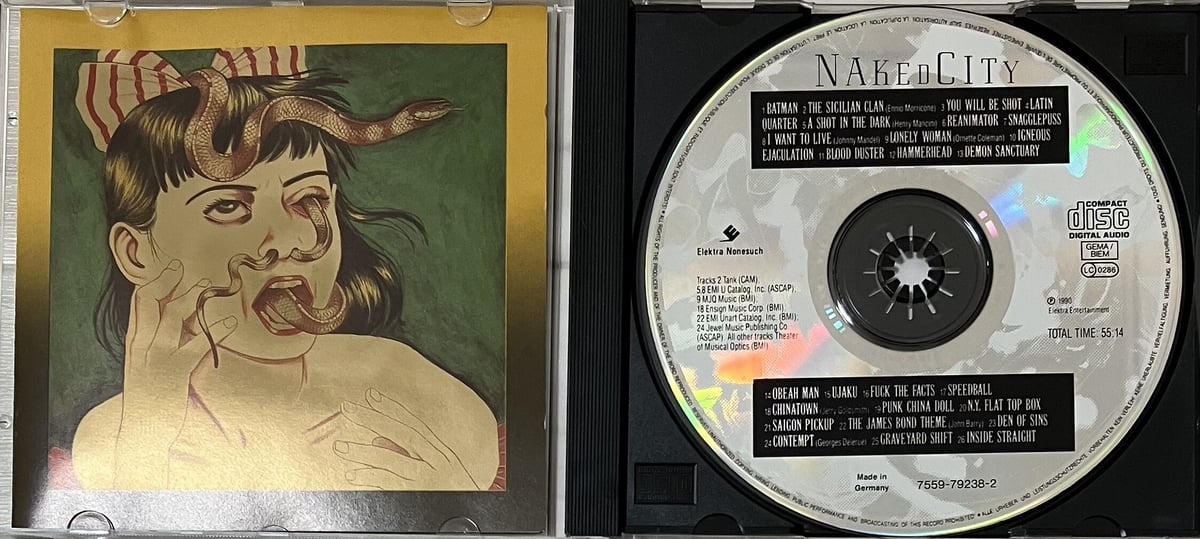 NAKED CITY
1 BATMAN 2 THE SICILIAN CLAN (Ennio Morricone) 3 YOU WILL BE SHOT 4 LATIN
QUARTER 5 A SHOT IN THE DARK (Henry Mancini) 6 REANIMATOR 7 SNAGGLEPUSS
8 I WANT TO LIVE (Johnny Mandel) 9 LONELY WOMAN (Ornette Coleman) 10 IGNEOUS
EJACULATION 11 BLOOD DUSTER 12 HAMMERHEAD 13 DEMON SANCTUARY
Elektra Nonesuch
Tracks 2 Tank (CAM);
5,8 EMI U Catalog, Inc. (ASCAP);
9 MJQ Music (BMI);
18 Ensign Music Corp. (BMI);
22 EMI Unart Catalog, Inc. (BMI);
24 Jewel Music Publishing Co
(ASCAP). All other tracks Theater
of Musical Optics (BMI)
COMPACT
disc
DIGITAL AUDIO
GEMA /
BIEM
LC 0286
℗ 1990
Elektra Entertainment
TOTAL TIME: 55:14
14 OBEAH MAN 15 UJAKU 16 FUCK THE FACTS 17 SPEEDBALL
18 CHINATOWN (Jerry Goldsmith) 19 PUNK CHINA DOLL 20 N.Y. FLAT TOP BOX
21 SAIGON PICKUP 22 THE JAMES BOND THEME (John Barry) 23 DEN OF SINS
24 CONTEMPT (Georges Delerue) 25 GRAVEYARD SHIFT 26 INSIDE STRAIGHT
Made in
Germany
7559-79238-2